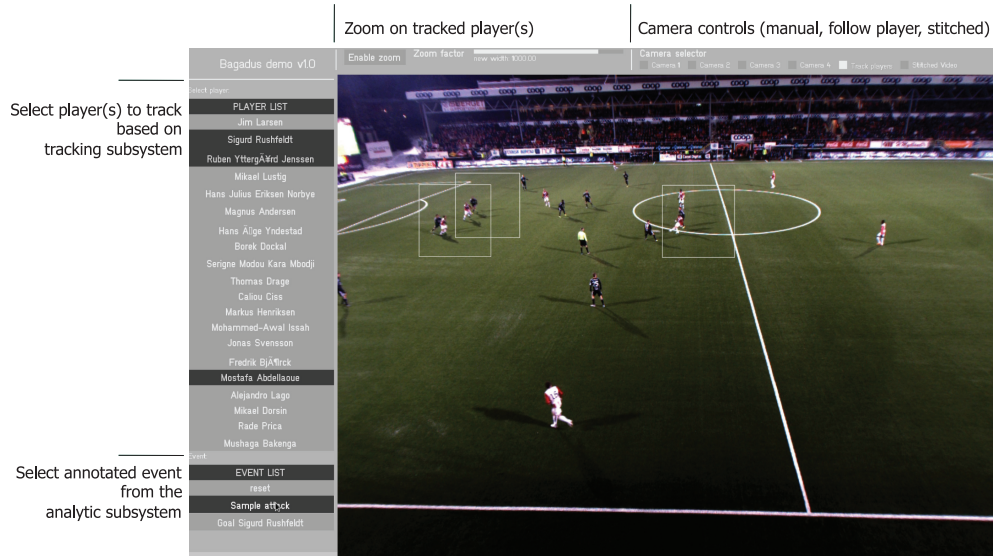 Zoom on tracked player(s)
Camera controls (manual, follow player, stitched)
Bagadus demo v1.0
Enable zoom
Zoom factor
new width: 1000.00
Camera selector
Camera 1
Camera 2
Camera 3
Camera 4
Track players
Stitched Video
Select player(s) to track
based on
tracking subsystem
Select player
PLAYER LIST
Jim Larsen
Sigurd Rushfeldt
Ruben YttergÃ¥rd Jenssen
Mikael Lustig
Hans Julius Eriksen Norbye
Magnus Andersen
Yndestad
Borek Dockal
Serigne Modou Kara Mbodji
Thomas Drage
Caliou Ciss
Markus Henriksen
Mohammed-Awal Issah
Jonas Svensson
Fredrik BjÃ¶rck
Mostafa Abdellaoue
Alejandro Lago
Mikael Dorsin
Rade Prica
Mushaga Bakenga
Select annotated event
from the
analytic subsystem
Event
EVENT LIST
reset
Sample attack
Goal Sigurd Rushfeldt
coop